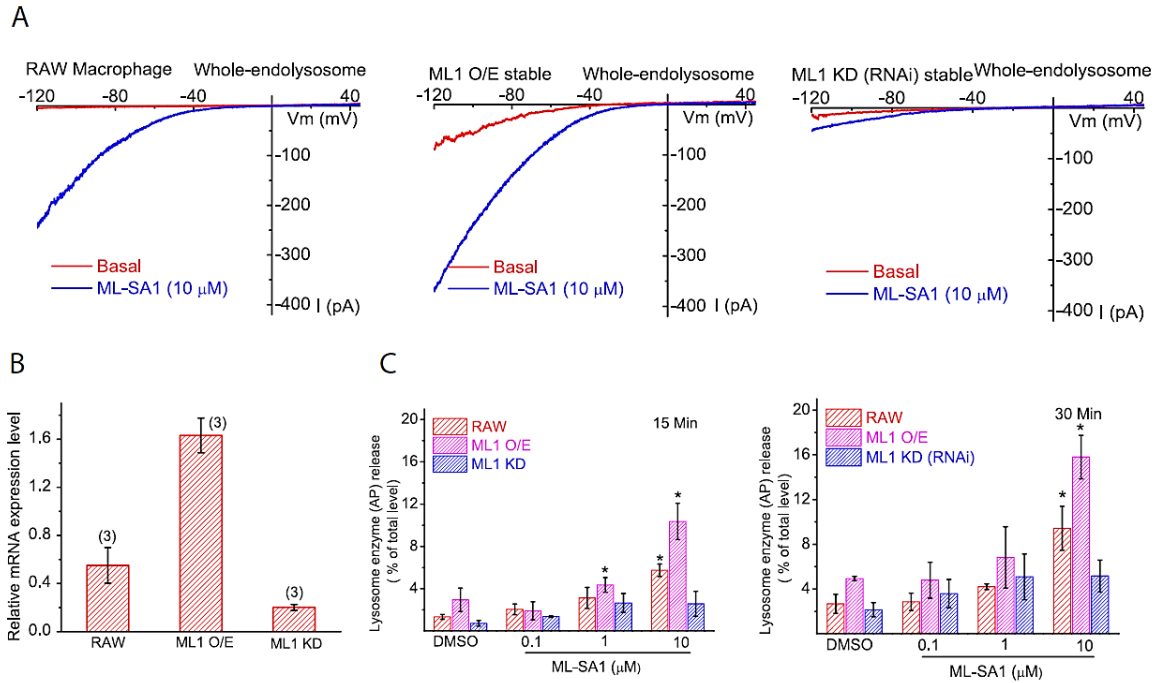 A
RAW Macrophage Whole-endolysosome
-120 -80 -40 40
Vm (mV)
-100
-200
-300
-400 I (pA)
Basal
ML-SA1 (10 μM)
ML1 O/E stable Whole-endolysosome
-120 -80 -40 40
Vm (mV)
-100
-200
-300
-400 I (pA)
Basal
ML-SA1 (10 μM)
ML1 KD (RNAi) stable Whole-endolysosome
-120 -80 -40 40
Vm (mV)
-100
-200
-300
-400 I (pA)
Basal
ML-SA1 (10 μM)
B
Relative mRNA expression level
1.6
1.2
0.8
0.4
0.0
(3)
(3)
(3)
RAW ML1 O/E ML1 KD
C
Lysosome enzyme (AP) release
( % of total level)
20
16
12
8
4
RAW
ML1 O/E
ML1 KD
15 Min
* * *
DMSO 0.1 1 10
ML-SA1 (μM)
Lysosome enzyme (AP) release
( % of total level)
20
16
12
8
4
RAW
ML1 O/E
ML1 KD (RNAi)
30 Min
* *
DMSO 0.1 1 10
ML-SA1 (μM)